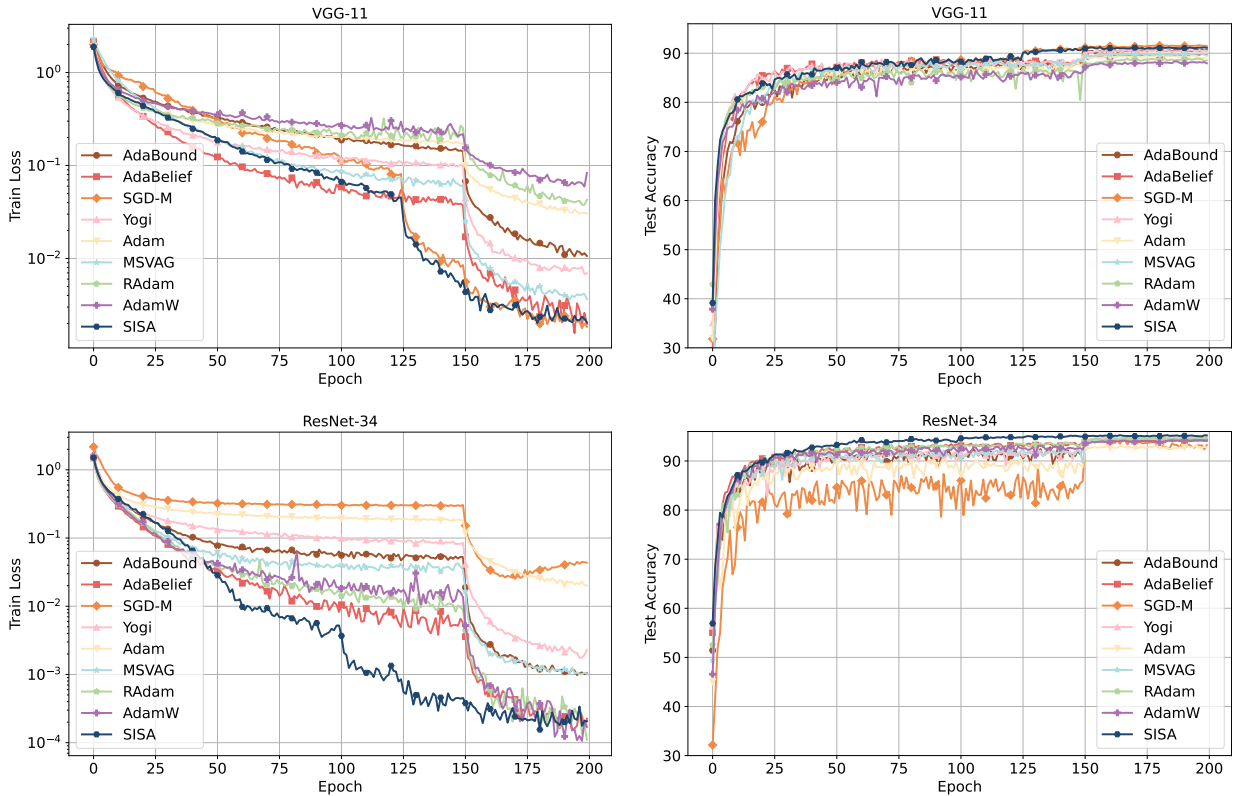 VGG-11
Train Loss
10⁰
10⁻¹
10⁻²
AdaBound
AdaBelief
SGD-M
Yogi
Adam
MSVAG
RAdam
AdamW
SISA
0 25 50 75 100 125 150 175 200
Epoch
VGG-11
Test Accuracy
90
80
70
60
50
40
30
AdaBound
AdaBelief
SGD-M
Yogi
Adam
MSVAG
RAdam
AdamW
SISA
0 25 50 75 100 125 150 175 200
Epoch
ResNet-34
Train Loss
10⁰
10⁻¹
10⁻²
10⁻³
10⁻⁴
AdaBound
AdaBelief
SGD-M
Yogi
Adam
MSVAG
RAdam
AdamW
SISA
0 25 50 75 100 125 150 175 200
Epoch
ResNet-34
Test Accuracy
90
80
70
60
50
40
30
AdaBound
AdaBelief
SGD-M
Yogi
Adam
MSVAG
RAdam
AdamW
SISA
0 25 50 75 100 125 150 175 200
Epoch